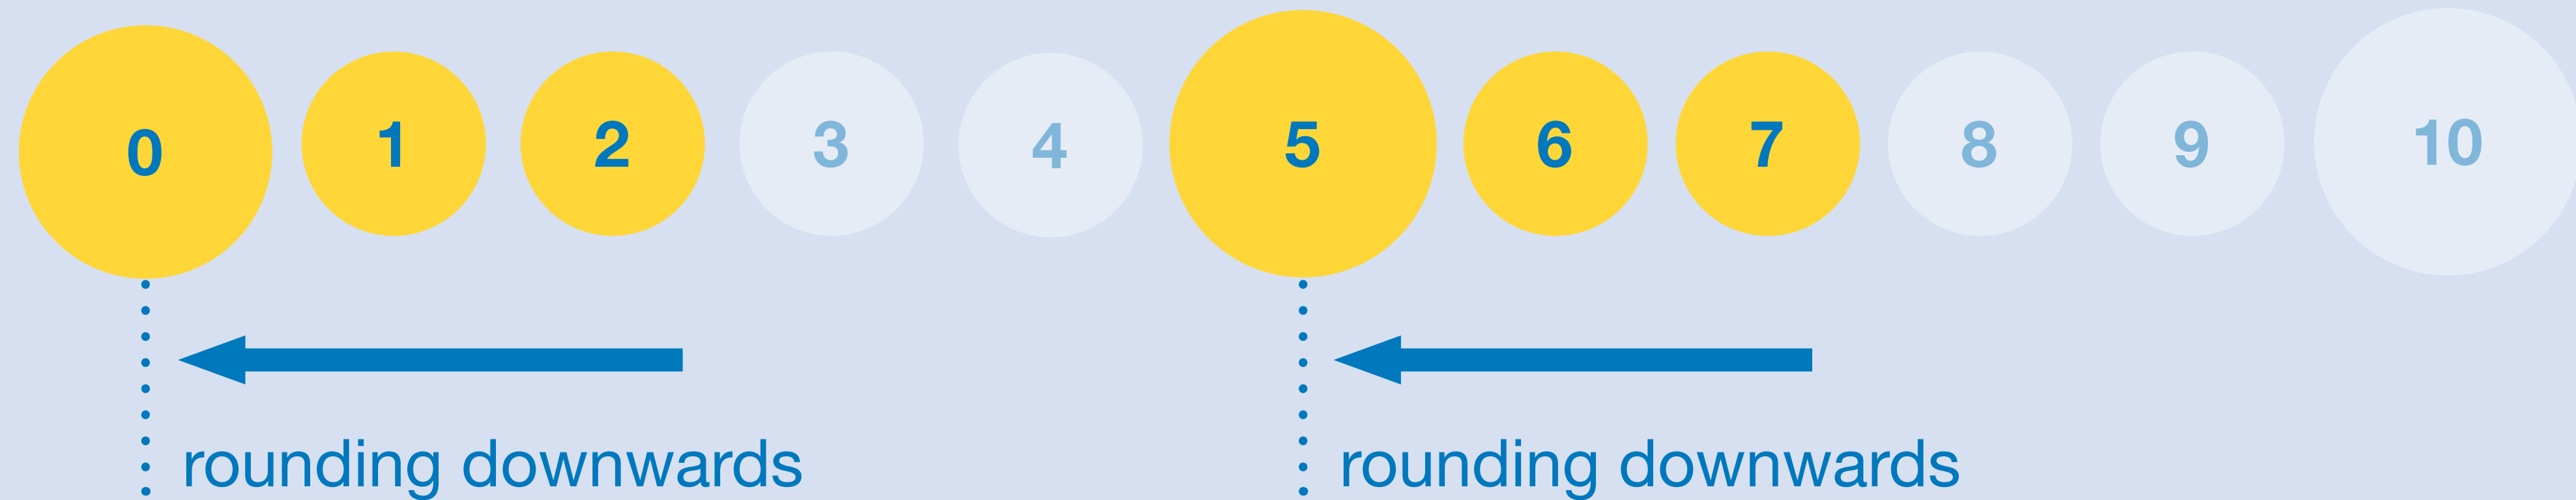 0 1 2 3 4 5 6 7 8 9 10
rounding downwards rounding downwards